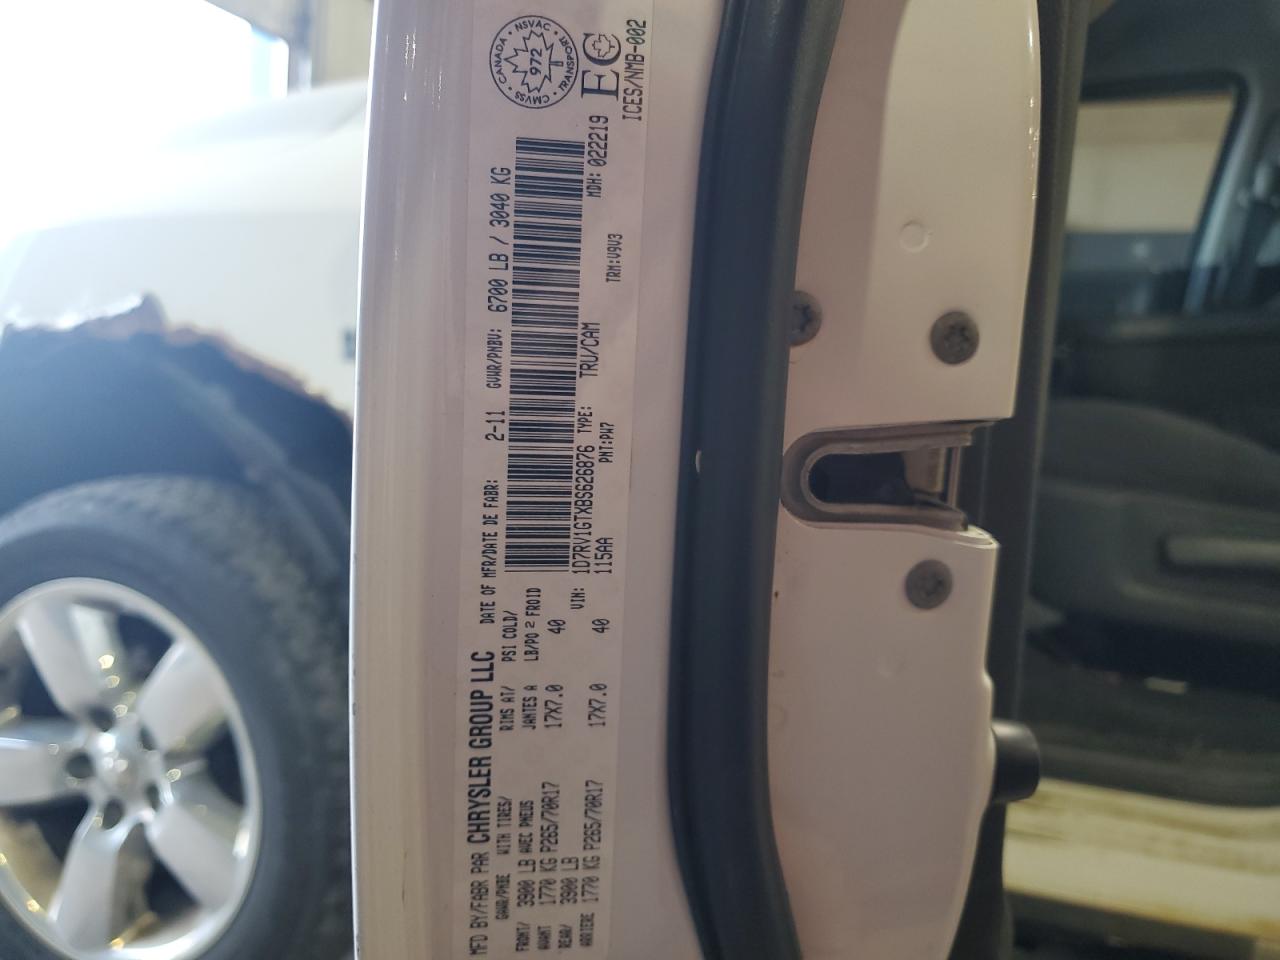 MFD BY/FABR PAR CHRYSLER GROUP LLC
DATE OF MFR/DATE DE FABR: 2-11 GVWR/PNBV: 6700 LB / 3040 KG
GAWR/PNBE WITH TIRES/ RIMS AT/ PSI COLD/
FRONT/ 3900 LB AVEC PNEUS JANTES A LB/PO 2 FROID
AVANT 1770 KG P265/70R17 17X7.0 40
REAR/ 3900 LB
ARRIERE 1770 KG P265/70R17 17X7.0 40
VIN: 1D7RV1GTXBS626876 TYPE: TRU/CAM MDH: 022219
115AA PNT:PW7 TRM:V9V3
CANADA • NSVAC • TRANSPORT • CMVSS •
972
EC
ICES/NMB-002